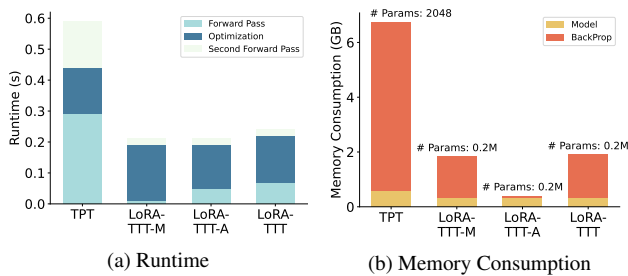 0.6
0.5
0.4
0.3
0.2
0.1
0.0
Runtime (s)
Forward Pass
Optimization
Second Forward Pass
TPT
LoRA-
TTT-M
LoRA-
TTT-A
LoRA-
TTT
(a) Runtime
6
4
2
0
Memory Consumption (GB)
# Params: 2048
Model
BackProp
# Params: 0.2M
# Params: 0.2M
# Params: 0.2M
TPT
LoRA-
TTT-M
LoRA-
TTT-A
LoRA-
TTT
(b) Memory Consumption